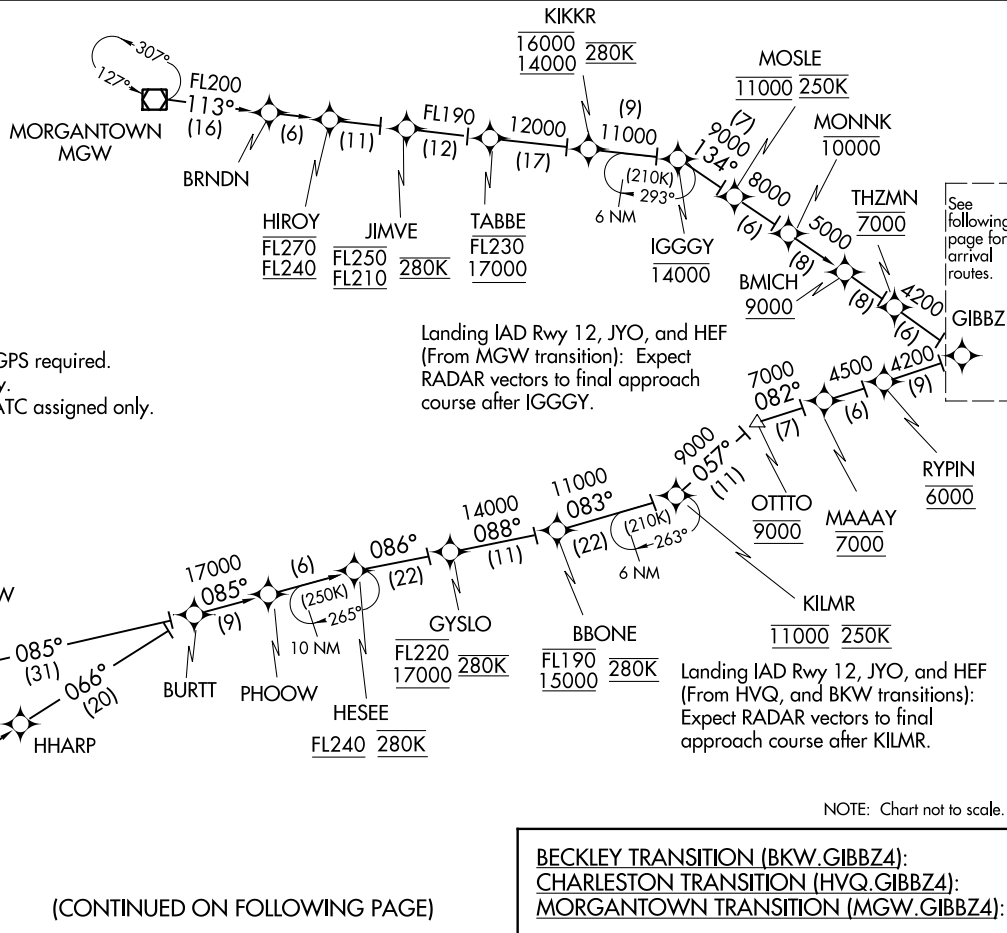 307°
127°
MORGANTOWN
MGW
FL200
113°
(16)
BRNDN
(6)
HIROY
FL270
FL240
(11)
JIMVE
FL250
FL210
280K
FL190
(12)
TABBE
FL230
17000
12000
(17)
KIKKR
16000
14000
280K
(9)
11000
(210K)
293°
6 NM
IGGGY
14000
(7)
9000
134°
MOSLE
11000
250K
8000
(6)
MONNK
10000
5000
(8)
BMICH
9000
(8)
THZMN
7000
4200
(6)
See
following
page for
arrival
routes.
GIBBZ
GPS required.
y.
ATC assigned only.
Landing IAD Rwy 12, JYO, and HEF
(From MGW transition): Expect
RADAR vectors to final approach
course after IGGGY.
W
085°
(31)
066°
(20)
HHARP
BURTT
17000
085°
(9)
PHOOW
(6)
(250K)
265°
10 NM
HESEE
FL240
280K
086°
(22)
GYSLO
FL220
17000
280K
14000
088°
(11)
BBONE
FL190
15000
280K
11000
083°
(22)
(210K)
263°
6 NM
KILMR
11000
250K
9000
057°
(11)
OTTTO
9000
7000
082°
(7)
MAAAY
7000
4500
(6)
RYPIN
6000
4200
(9)
Landing IAD Rwy 12, JYO, and HEF
(From HVQ, and BKW transitions):
Expect RADAR vectors to final
approach course after KILMR.
NOTE: Chart not to scale.
BECKLEY TRANSITION (BKW.GIBBZ4):
CHARLESTON TRANSITION (HVQ.GIBBZ4):
MORGANTOWN TRANSITION (MGW.GIBBZ4):
(CONTINUED ON FOLLOWING PAGE)